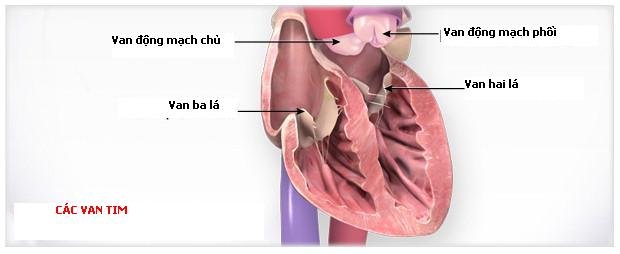 Van động mạch chủ
Van động mạch phổi
Van hai lá
Van ba lá
CÁC VAN TIM